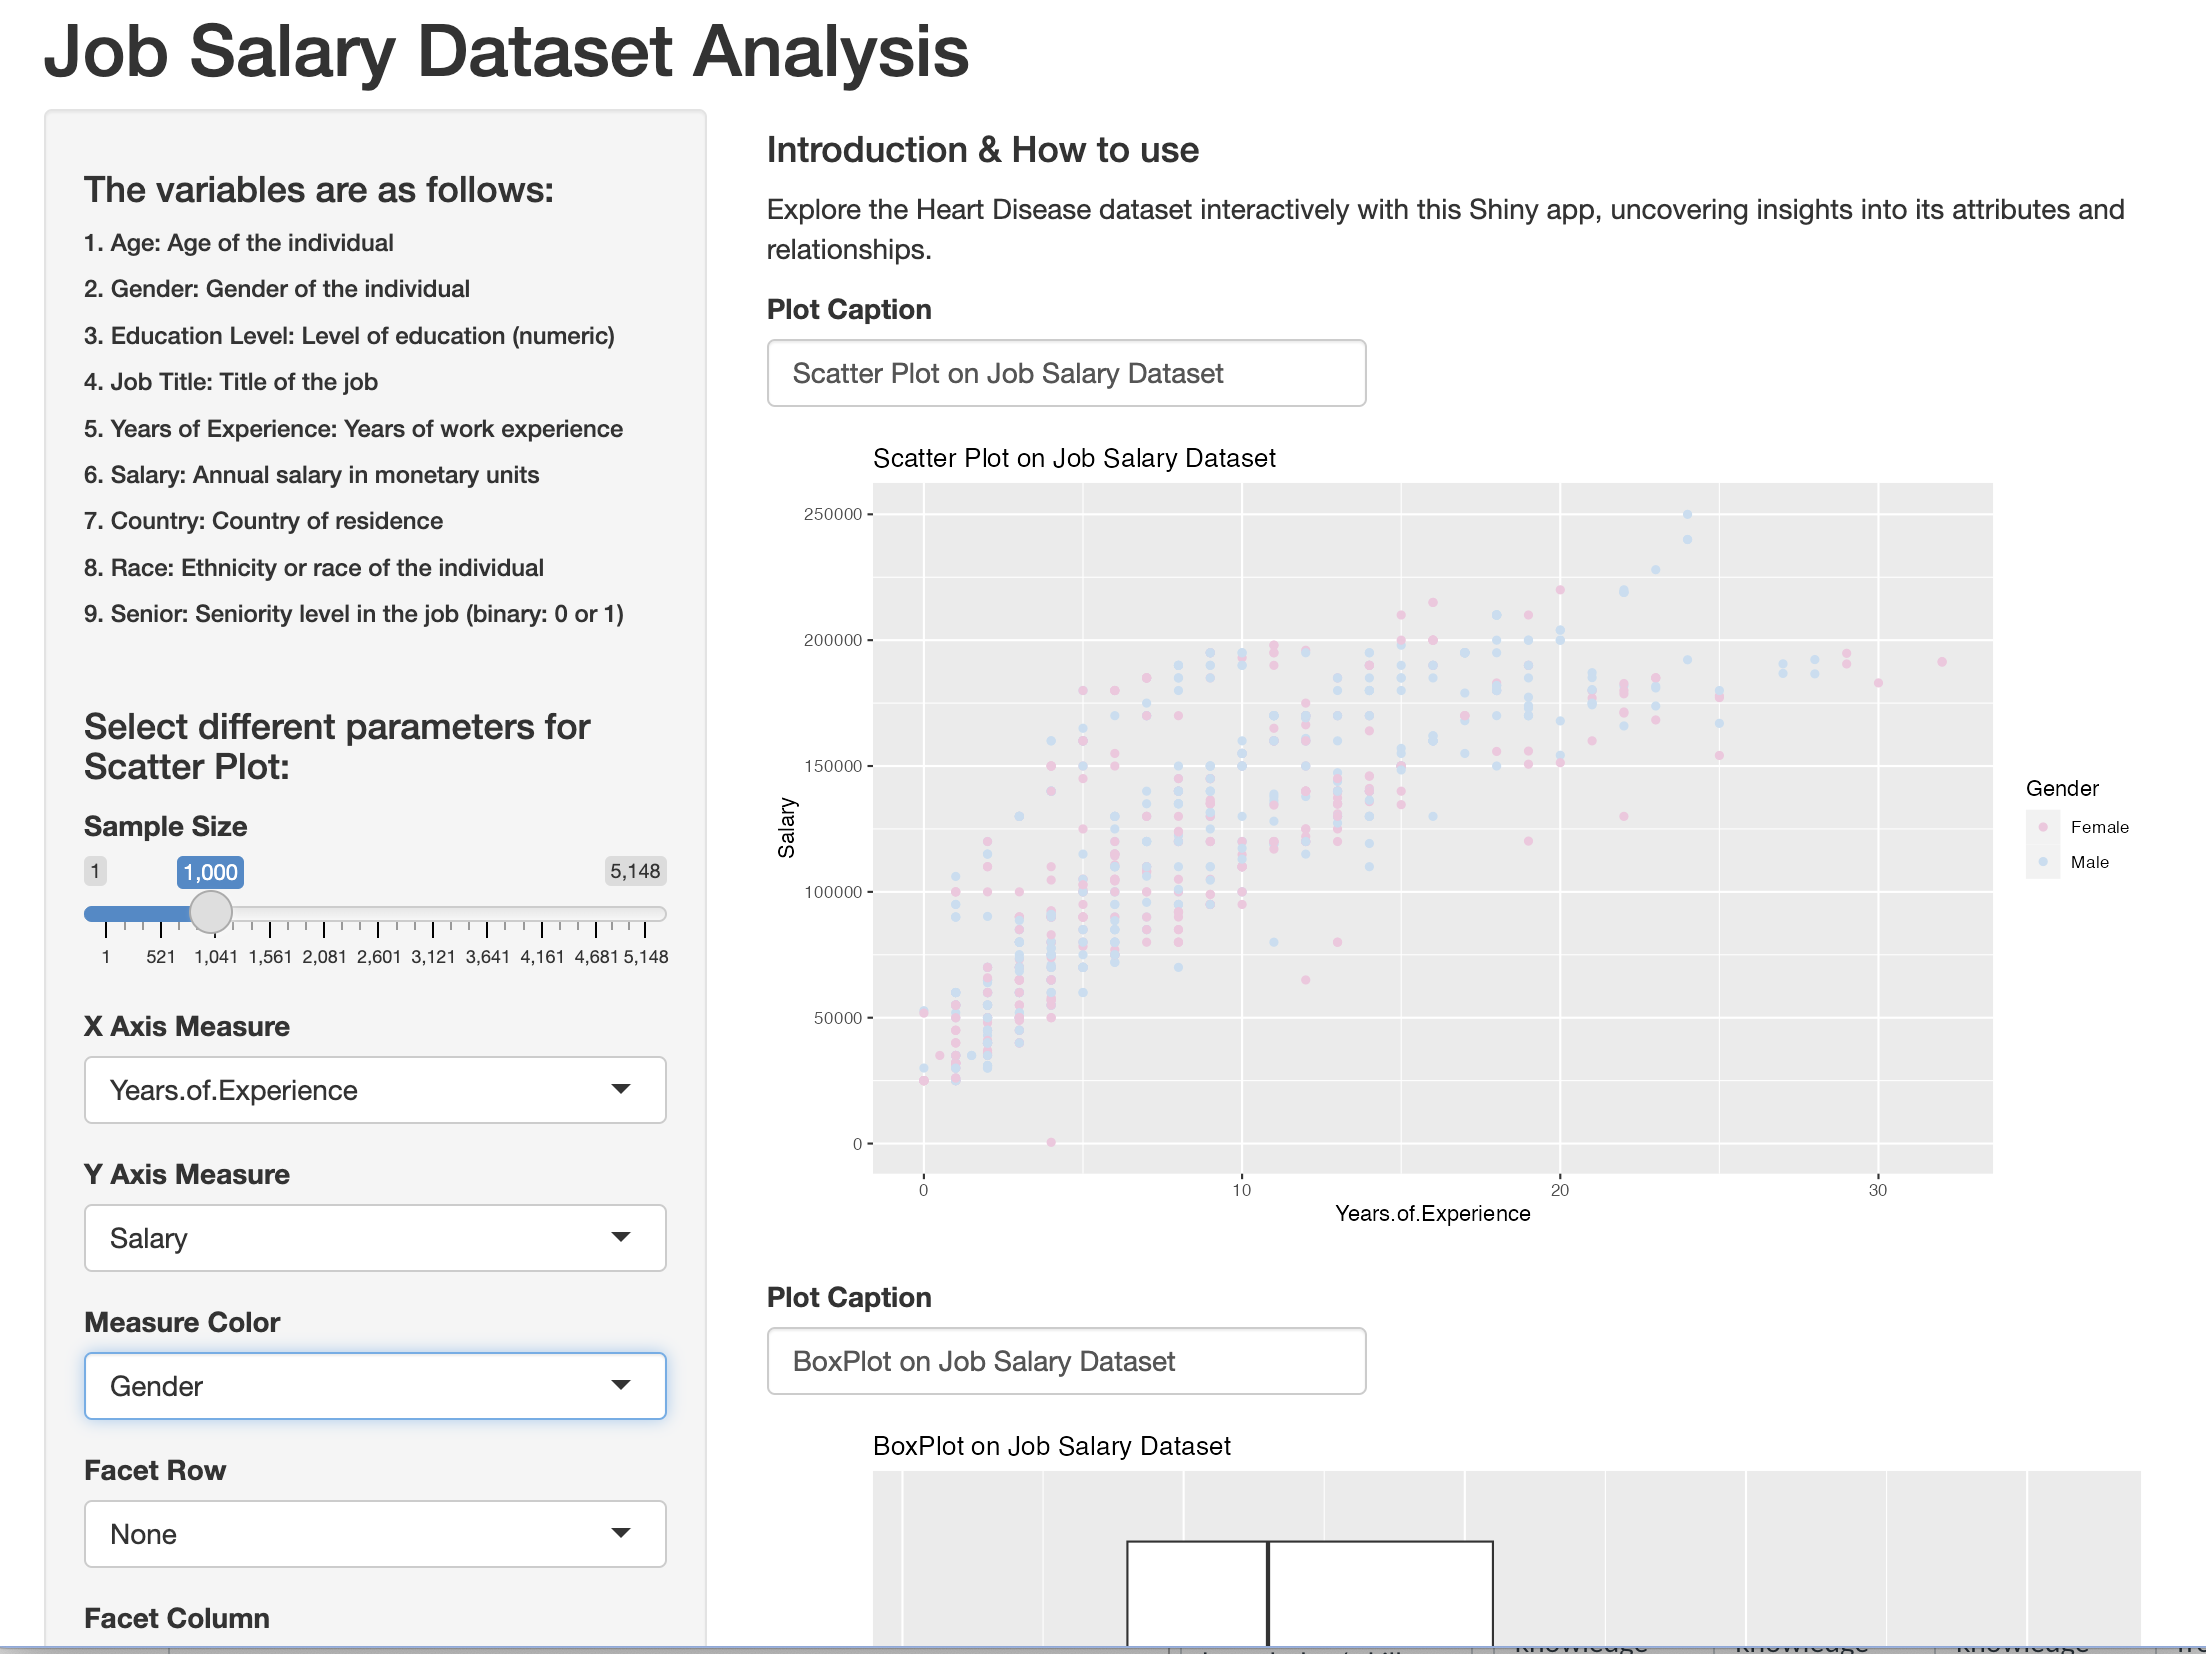 Job Salary Dataset Analysis
The variables are as follows:
1. Age: Age of the individual
2. Gender: Gender of the individual
3. Education Level: Level of education (numeric)
4. Job Title: Title of the job
5. Years of Experience: Years of work experience
6. Salary: Annual salary in monetary units
7. Country: Country of residence
8. Race: Ethnicity or race of the individual
9. Senior: Seniority level in the job (binary: 0 or 1)
Select different parameters for
Scatter Plot:
Sample Size
1 1,000 5,148
1 521 1,041 1,561 2,081 2,601 3,121 3,641 4,161 4,681 5,148
X Axis Measure
Years.of.Experience
Y Axis Measure
Salary
Measure Color
Gender
Facet Row
None
Facet Column
Introduction & How to use
Explore the Heart Disease dataset interactively with this Shiny app, uncovering insights into its attributes and
relationships.
Plot Caption
Scatter Plot on Job Salary Dataset
Scatter Plot on Job Salary Dataset
250000
200000
150000
100000
50000
0
Salary
0 10 20 30
Years.of.Experience
Gender
Female
Male
Plot Caption
BoxPlot on Job Salary Dataset
BoxPlot on Job Salary Dataset
knowledge knowledge knowledge